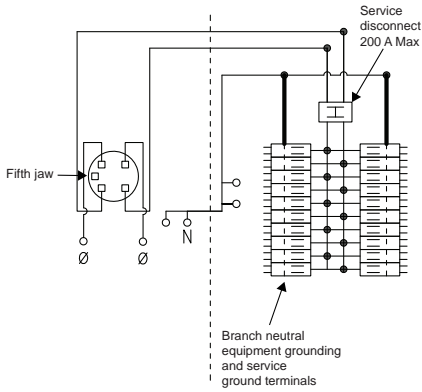 Service
disconnect
200 A Max
Fifth jaw
N
Ø
Ø
Branch neutral
equipment grounding
and service
ground terminals